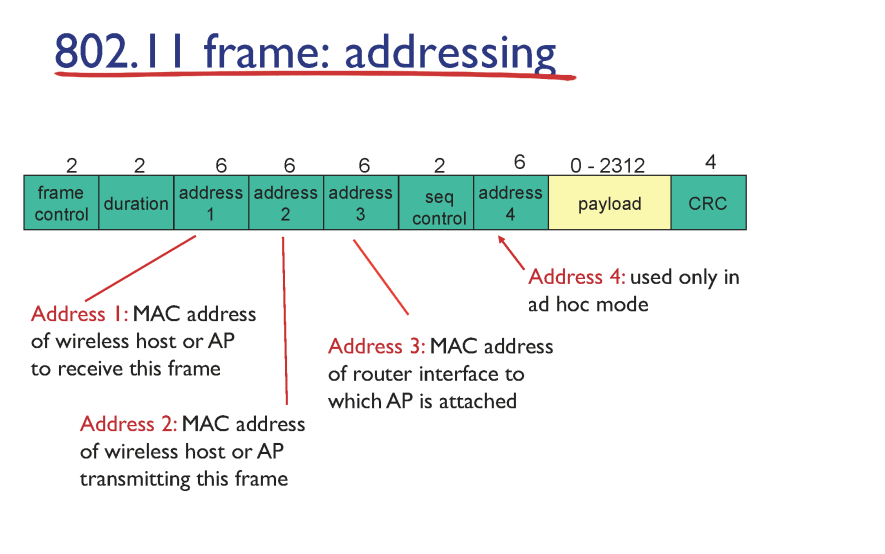 802.11 frame: addressing
2 2 6 6 6 2 6 0 - 2312 4
frame control
duration
address 1
address 2
address 3
seq control
address 4
payload
CRC
Address 4: used only in
ad hoc mode
Address 1: MAC address
of wireless host or AP
to receive this frame
Address 3: MAC address
of router interface to
which AP is attached
Address 2: MAC address
of wireless host or AP
transmitting this frame